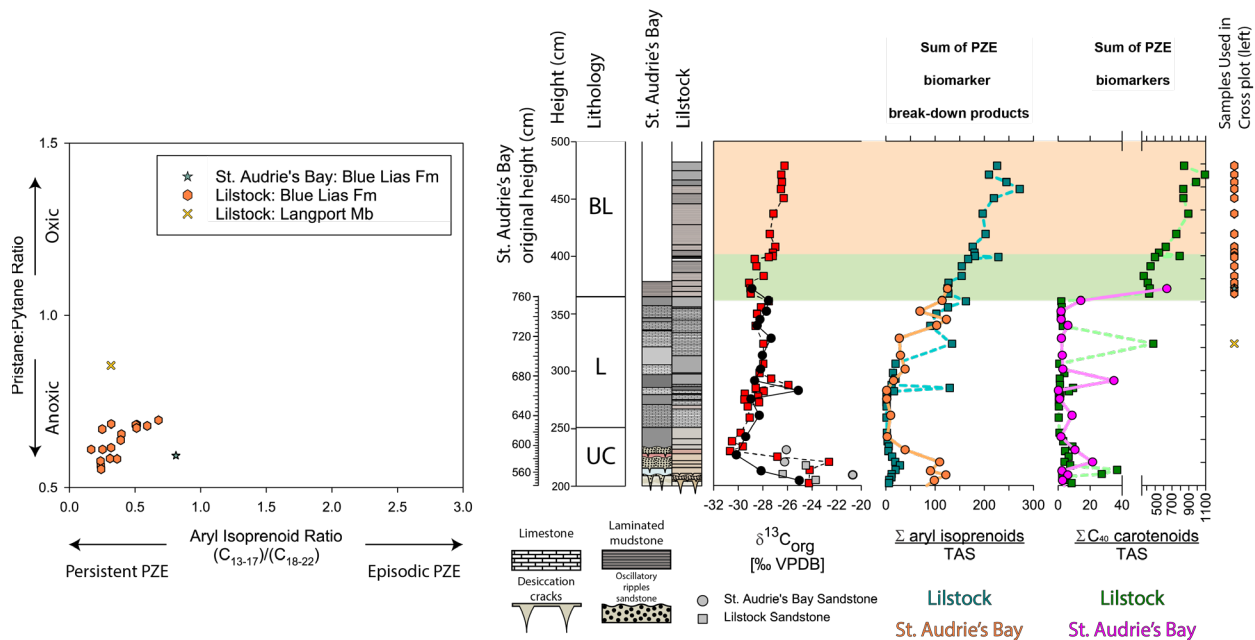 1.5
1.0
0.5
0.0
0.5
1.0
1.5
2.0
2.5
3.0
Pristane:Pytane Ratio
Oxic
Anoxic
St. Audrie's Bay: Blue Lias Fm
Lilstock: Blue Lias Fm
Lilstock: Langport Mb
Aryl Isoprenoid Ratio
(C13-17)/(C18-22)
Persistent PZE
Episodic PZE
St. Audrie's Bay
original height (cm)
760
720
680
640
600
560
Height (cm)
500
450
400
350
300
250
200
Lithology
BL
L
UC
St. Audrie's Bay
Lilstock
-32
-30
-28
-26
-24
-22
-20
δ13Corg
[‰ VPDB]
Sum of PZE
biomarker
break-down products
0
100
200
300
Σ aryl isoprenoids
TAS
Lilstock
St. Audrie's Bay
Sum of PZE
biomarkers
0
20
40
500
700
900
1100
ΣC40 carotenoids
TAS
Lilstock
St. Audrie's Bay
Samples Used in
Cross plot (left)
Limestone
Laminated
mudstone
Desiccation
cracks
Oscillatory
ripples
sandstone
St. Audrie's Bay Sandstone
Lilstock Sandstone